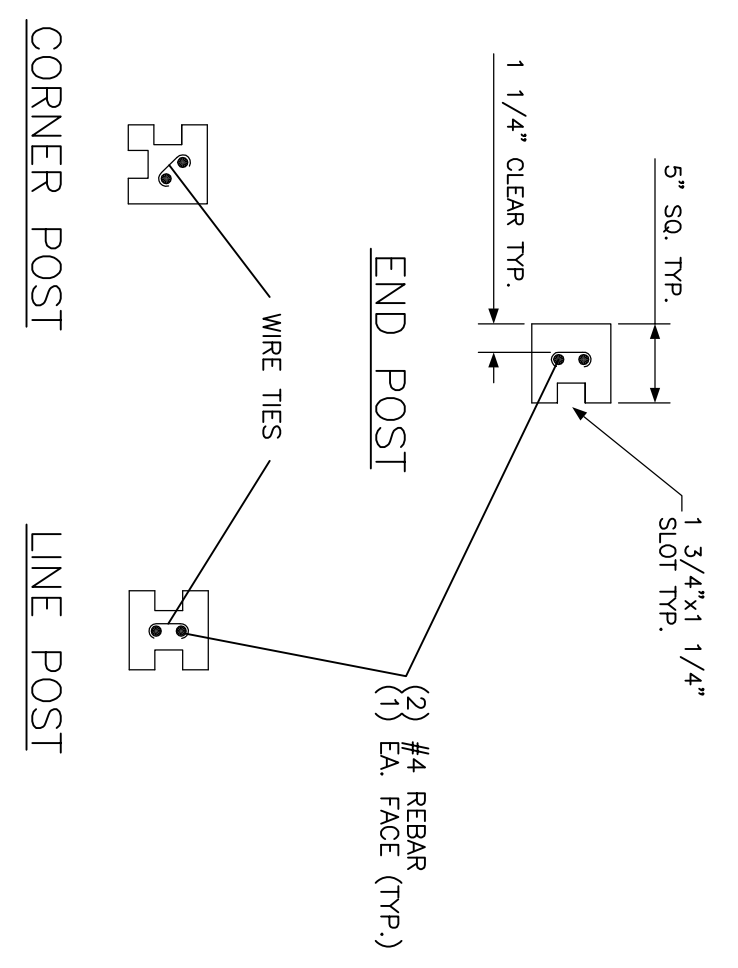 5" SQ. TYP.
1 3/4"x1 1/4"
SLOT TYP.
1 1/4" CLEAR TYP.
(2) #4 REBAR
(1) EA. FACE (TYP.)
END POST
WIRE TIES
CORNER POST
LINE POST